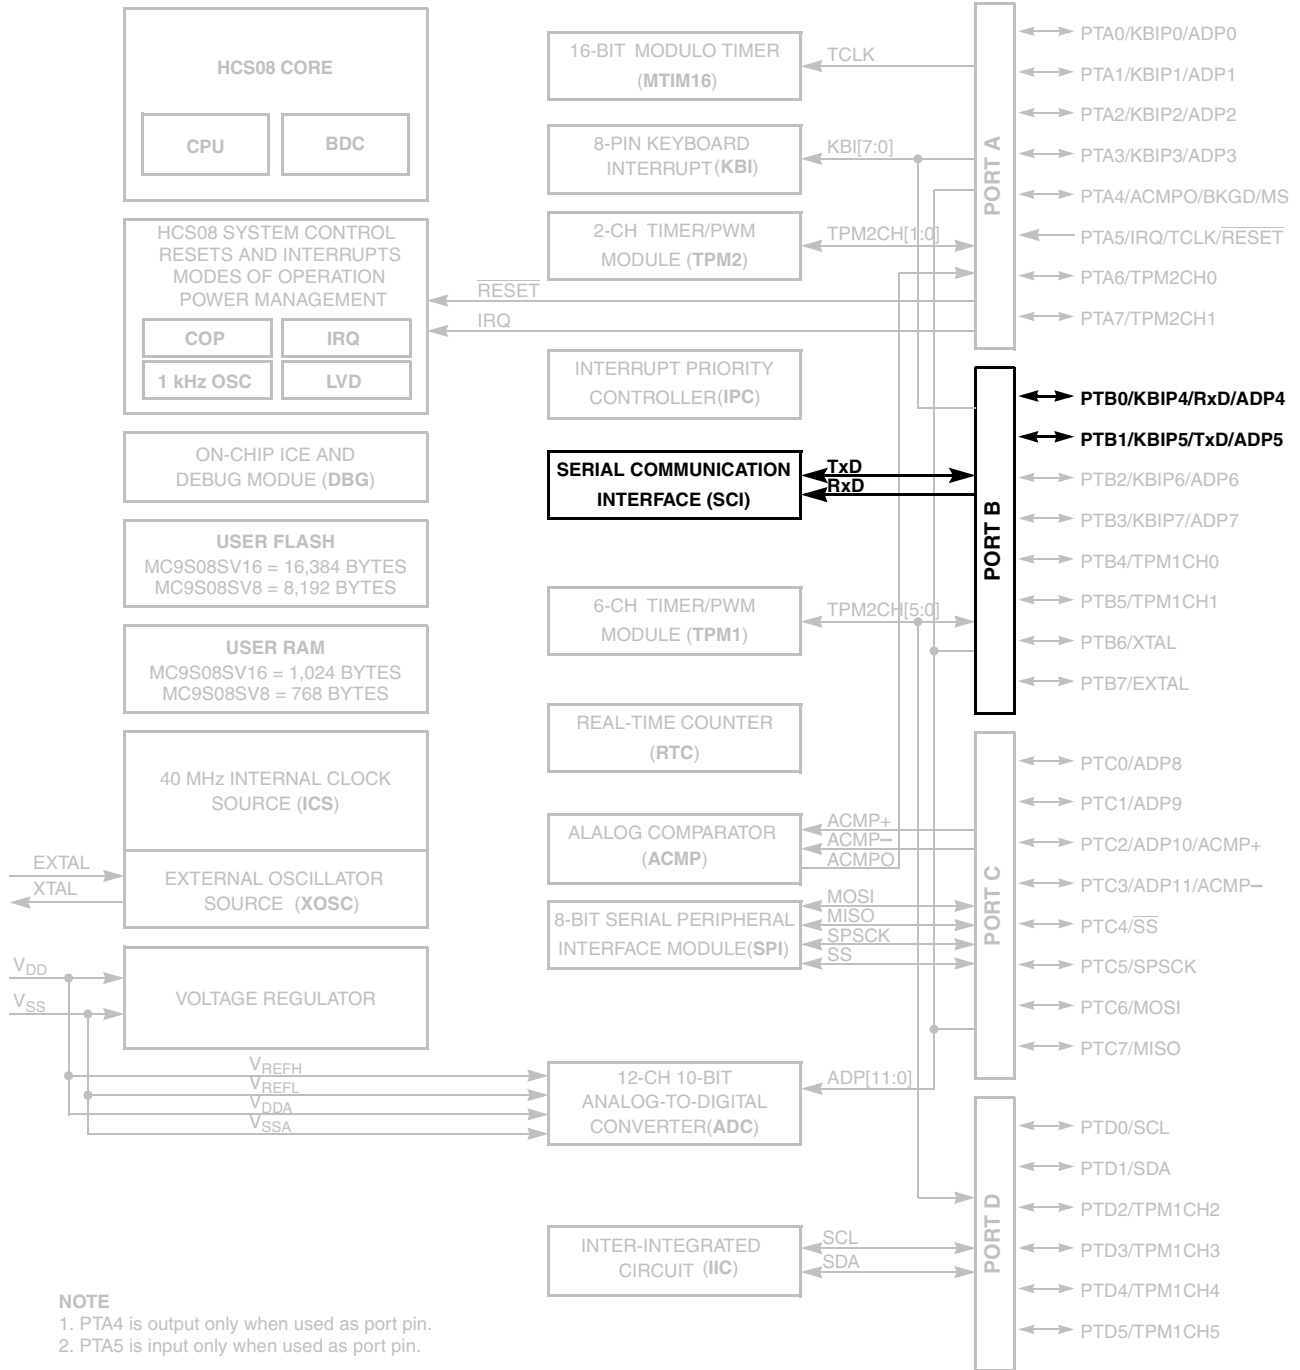 HCS08 CORE
CPU
BDC
HCS08 SYSTEM CONTROL
RESETS AND INTERRUPTS
MODES OF OPERATION
POWER MANAGEMENT
COP
IRQ
1 kHz OSC
LVD
ON-CHIP ICE AND
DEBUG MODUE (DBG)
USER FLASH
MC9S08SV16 = 16,384 BYTES
MC9S08SV8 = 8,192 BYTES
USER RAM
MC9S08SV16 = 1,024 BYTES
MC9S08SV8 = 768 BYTES
40 MHz INTERNAL CLOCK
SOURCE (ICS)
EXTERNAL OSCILLATOR
SOURCE (XOSC)
EXTAL
XTAL
VDD
VSS
VOLTAGE REGULATOR
VREFH
VREFL
VDDA
VSSA
16-BIT MODULO TIMER
(MTIM16)
TCLK
8-PIN KEYBOARD
INTERRUPT(KBI)
KBI[7:0]
2-CH TIMER/PWM
MODULE (TPM2)
TPM2CH[1:0]
RESET
IRQ
INTERRUPT PRIORITY
CONTROLLER(IPC)
SERIAL COMMUNICATION
INTERFACE (SCI)
TxD
RxD
6-CH TIMER/PWM
MODULE (TPM1)
TPM2CH[5:0]
REAL-TIME COUNTER
(RTC)
ALALOG COMPARATOR
(ACMP)
ACMP+
ACMP–
ACMPO
8-BIT SERIAL PERIPHERAL
INTERFACE MODULE(SPI)
MOSI
MISO
SPSCK
SS
12-CH 10-BIT
ANALOG-TO-DIGITAL
CONVERTER(ADC)
ADP[11:0]
INTER-INTEGRATED
CIRCUIT (IIC)
SCL
SDA
PORT A
PTA0/KBIP0/ADP0
PTA1/KBIP1/ADP1
PTA2/KBIP2/ADP2
PTA3/KBIP3/ADP3
PTA4/ACMPO/BKGD/MS
PTA5/IRQ/TCLK/RESET
PTA6/TPM2CH0
PTA7/TPM2CH1
PORT B
PTB0/KBIP4/RxD/ADP4
PTB1/KBIP5/TxD/ADP5
PTB2/KBIP6/ADP6
PTB3/KBIP7/ADP7
PTB4/TPM1CH0
PTB5/TPM1CH1
PTB6/XTAL
PTB7/EXTAL
PORT C
PTC0/ADP8
PTC1/ADP9
PTC2/ADP10/ACMP+
PTC3/ADP11/ACMP–
PTC4/SS
PTC5/SPSCK
PTC6/MOSI
PTC7/MISO
PORT D
PTD0/SCL
PTD1/SDA
PTD2/TPM1CH2
PTD3/TPM1CH3
PTD4/TPM1CH4
PTD5/TPM1CH5
NOTE
1. PTA4 is output only when used as port pin.
2. PTA5 is input only when used as port pin.